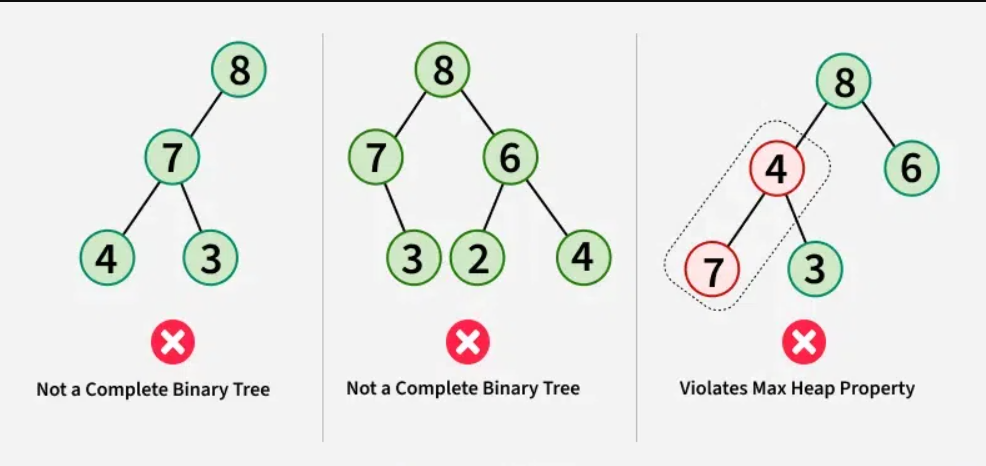 8
7
4 3
Not a Complete Binary Tree
8
7 6
3 2 4
Not a Complete Binary Tree
8
4 6
7 3
Violates Max Heap Property